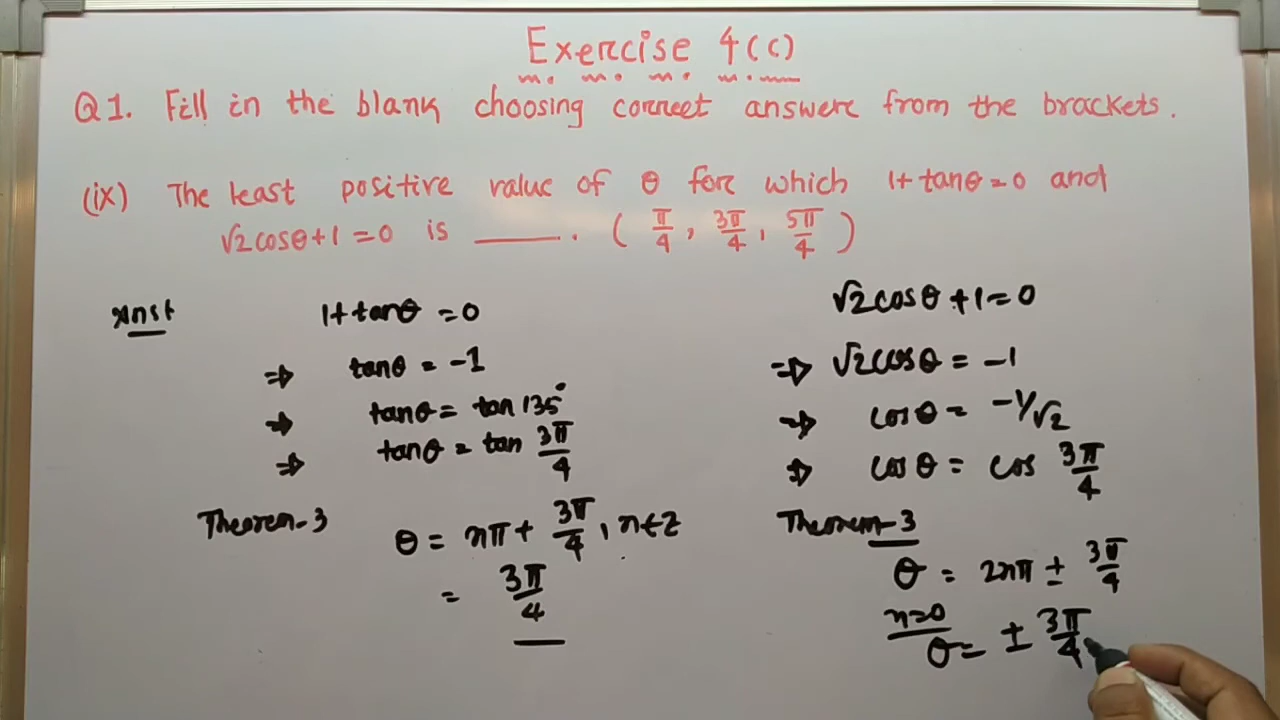 Exercise 4(c)
Q1. Fill in the blank choosing correct answere from the brackets.
(ix) The least positive value of θ for which 1+tanθ=0 and
√2cosθ+1=0 is ______. ( π/4, 3π/4, 5π/4 )
1+tanθ =0
⇒ tanθ = -1
⇒ tanθ = tan 135°
⇒ tanθ = tan 3π/4
Theorem-3 θ = nπ+ 3π/4, n∈Z
= 3π/4
√2cosθ+1=0
⇒ √2cosθ = -1
⇒ cosθ = -1/√2
⇒ cosθ = cos 3π/4
Theorem-3
θ = 2nπ ± 3π/4
n=0
θ= ± 3π/4